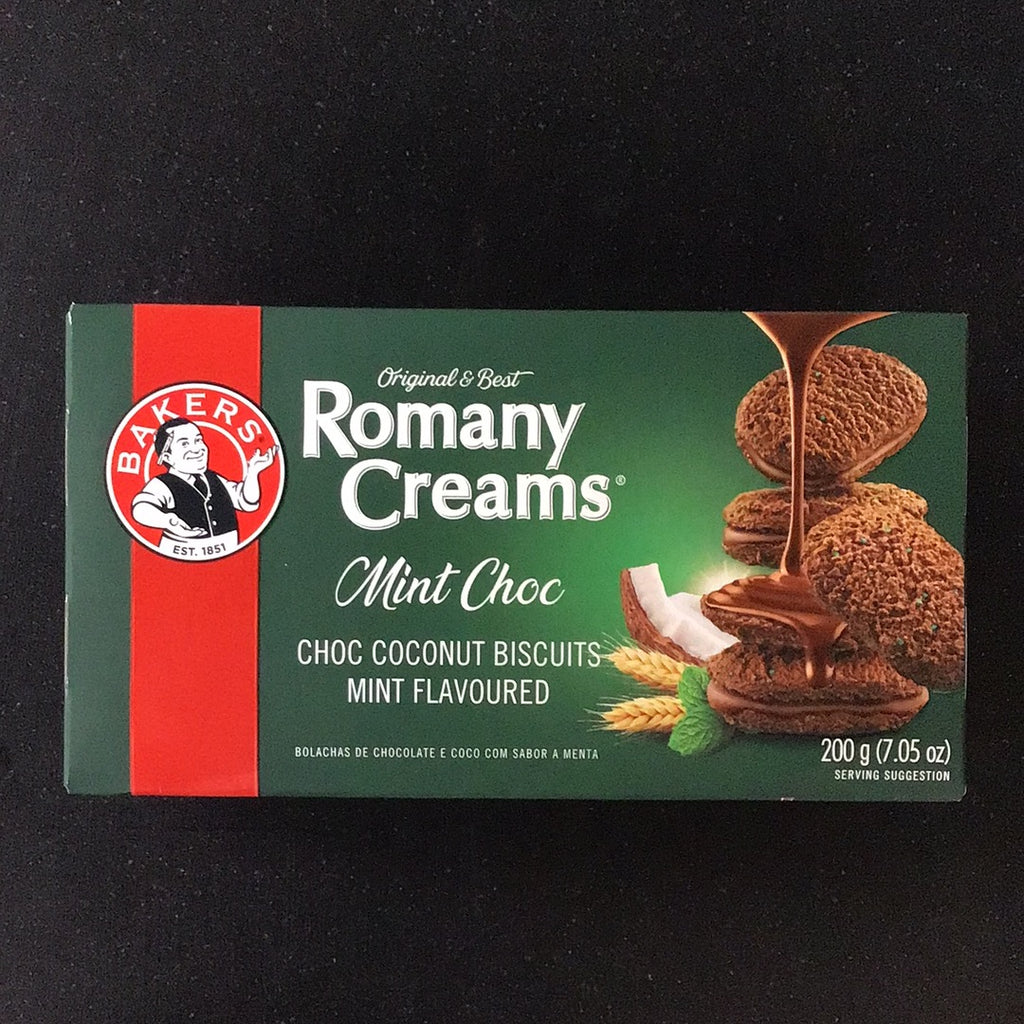 BAKERS
EST. 1851
Original & Best
Romany
Creams®
Mint Choc
CHOC COCONUT BISCUITS
MINT FLAVOURED
BOLACHAS DE CHOCOLATE E COCO COM SABOR A MENTA
200 g (7.05 oz)
SERVING SUGGESTION